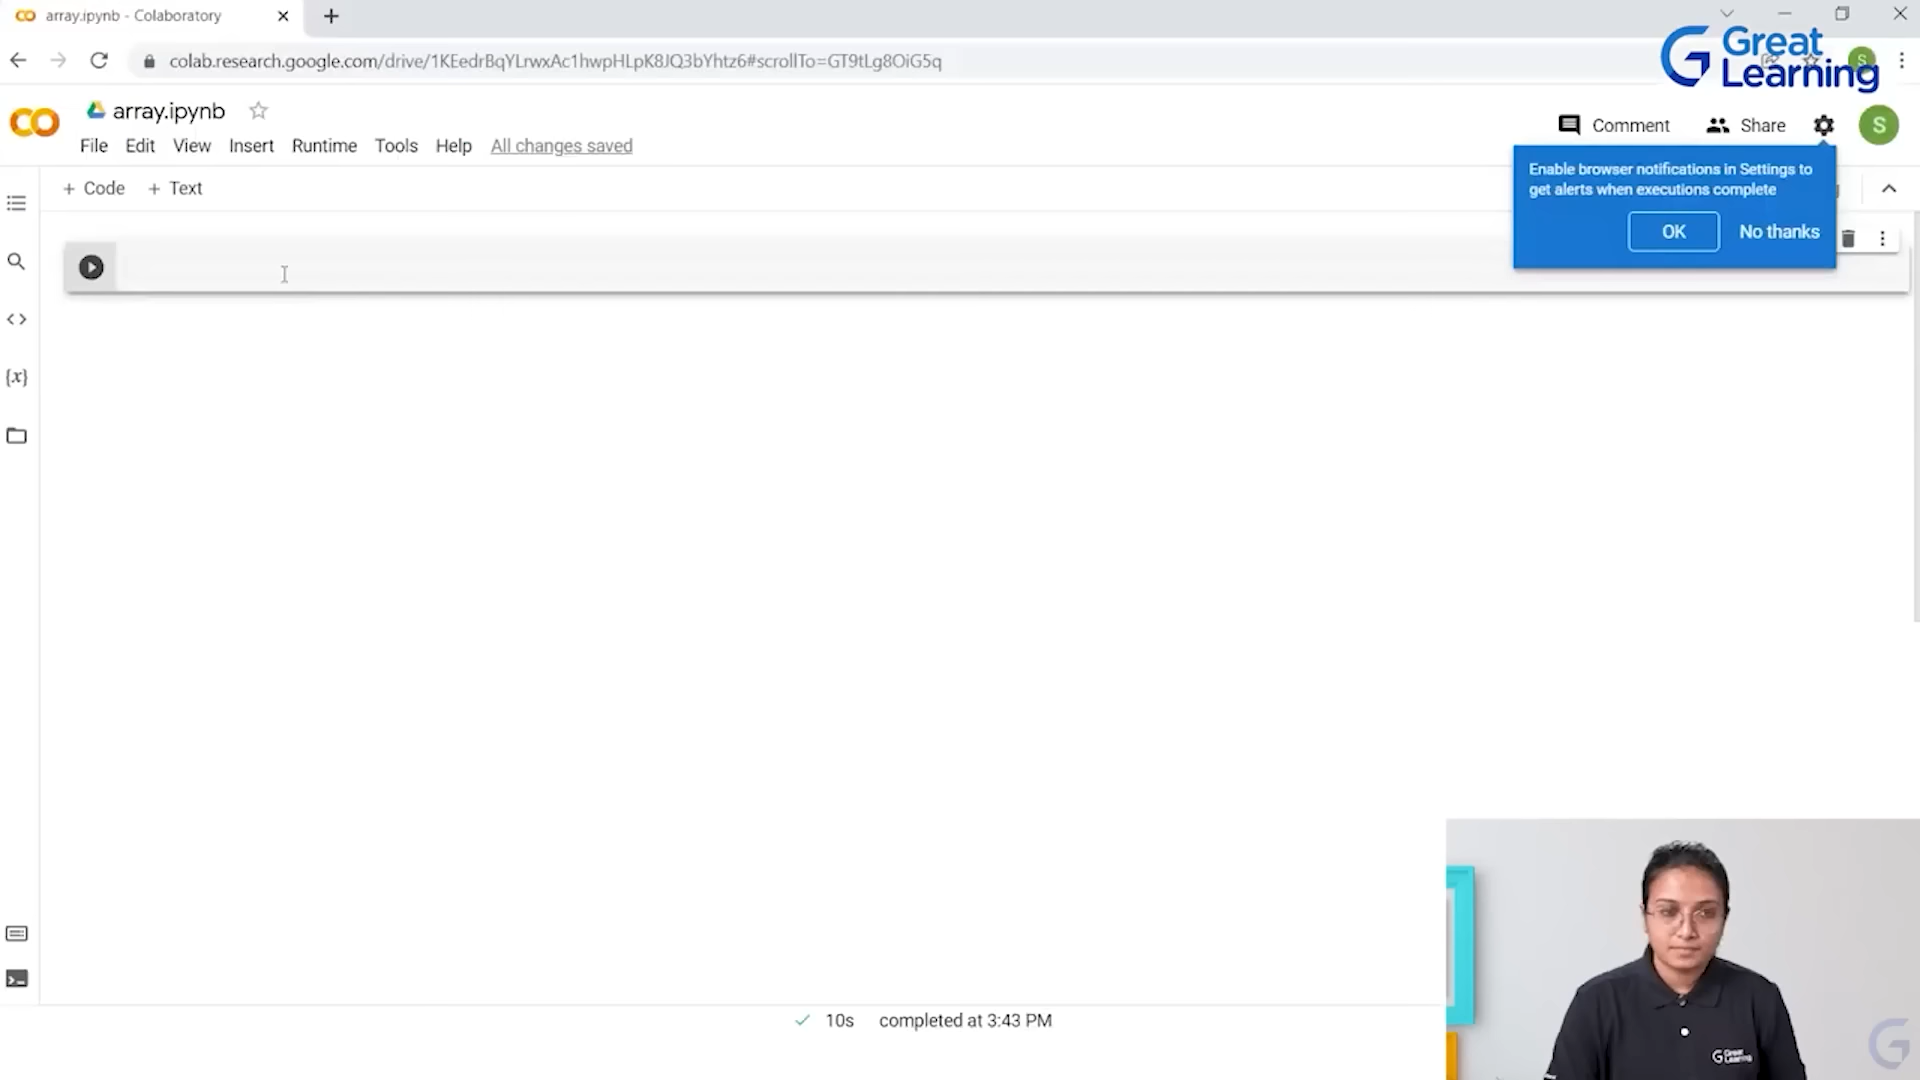 array.ipynb - Colaboratory
colab.research.google.com/drive/1KEedrBqYLrwxAc1hwpHLpK8JQ3bYhtz6#scrollTo=GT9tLg8OiG5q
S
Great
Learning
array.ipynb
File Edit View Insert Runtime Tools Help All changes saved
Comment Share S
+ Code + Text
Enable browser notifications in Settings to
get alerts when executions complete
OK No thanks
{x}
10s completed at 3:43 PM
Great
Learning